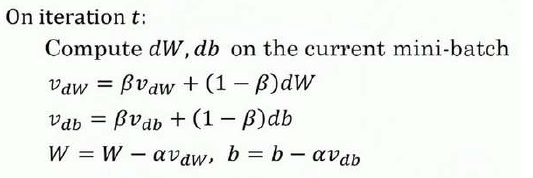 On iteration t:
Compute dW, db on the current mini-batch
v_dW = βv_dW + (1 − β)dW
v_db = βv_db + (1 − β)db
W = W − αv_dW, b = b − αv_db